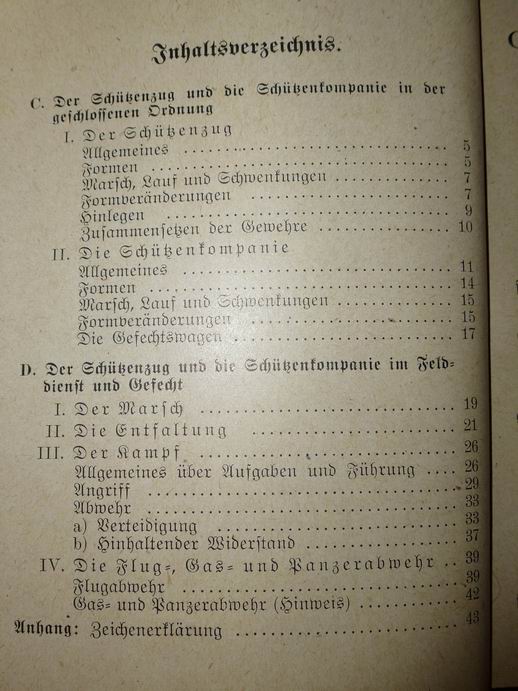 Inhaltsverzeichnis.
C. Der Schützenzug und die Schützenkompanie in der
geschlossenen Ordnung
I. Der Schützenzug
Allgemeines . . . . . . . . . . 5
Formen . . . . . . . . . . 5
Marsch, Lauf und Schwenkungen . . . . . . . . . . 7
Formveränderungen . . . . . . . . . . 7
Hinlegen . . . . . . . . . . 9
Zusammensetzen der Gewehre . . . . . . . . . . 10
II. Die Schützenkompanie
Allgemeines . . . . . . . . . . 11
Formen . . . . . . . . . . 14
Marsch, Lauf und Schwenkungen . . . . . . . . . . 15
Formveränderungen . . . . . . . . . . 15
Die Gefechtswagen . . . . . . . . . . 17
D. Der Schützenzug und die Schützenkompanie im Feld-
dienst und Gefecht
I. Der Marsch . . . . . . . . . . 19
II. Die Entfaltung . . . . . . . . . . 21
III. Der Kampf . . . . . . . . . . 26
Allgemeines über Aufgaben und Führung . . . . 26
Angriff . . . . . . . . . . 29
Abwehr . . . . . . . . . . 33
a) Verteidigung . . . . . . . . . . 33
b) Hinhaltender Widerstand . . . . . . . . . . 37
IV. Die Flug-, Gas- und Panzerabwehr . . 39
Flugabwehr . . . . . . . . . . 39
Gas- und Panzerabwehr (Hinweis) . . . . . . . . . . 42
Anhang: Zeichenerklärung . . . . . . . . . . 43